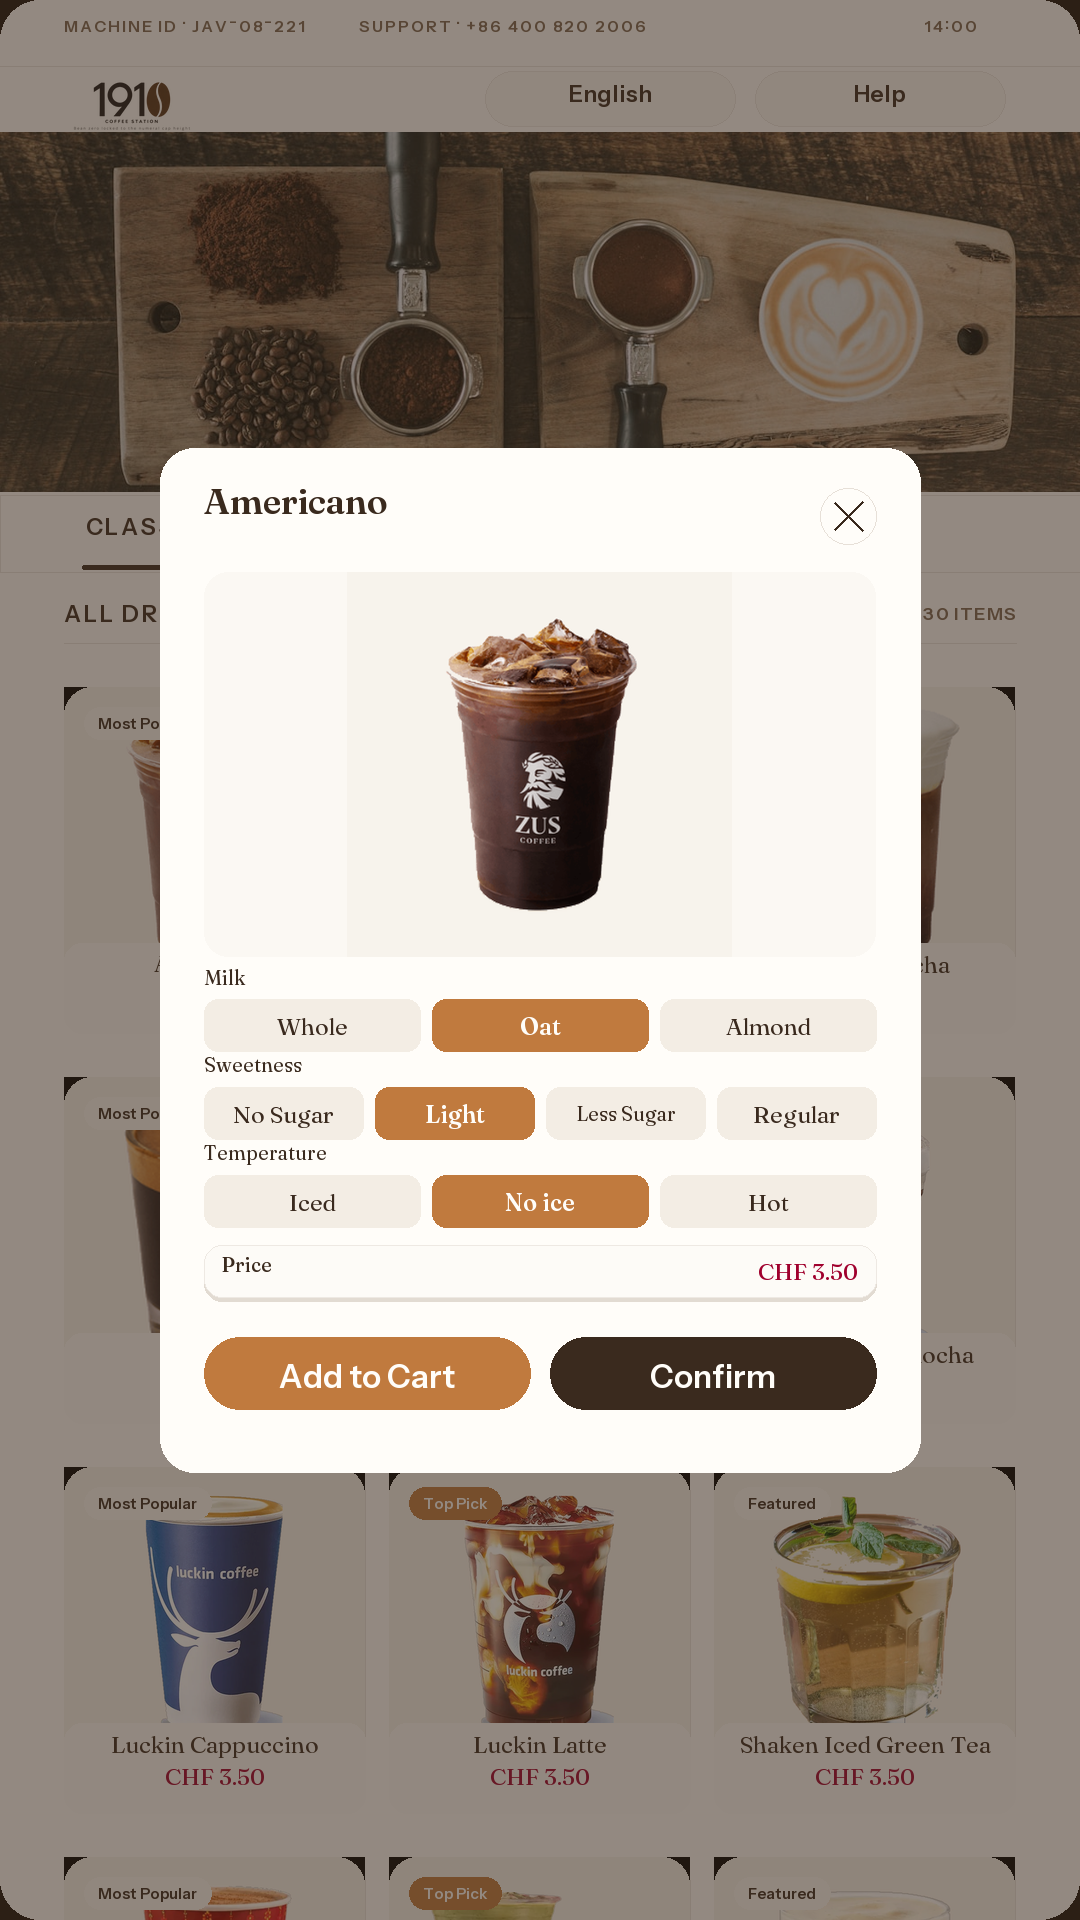 MACHINE ID · JAV-08-221 SUPPORT · +86 400 820 2006 14:00
1910
COFFEE STATION
English Help
Americano
CLAS
ALL DR 30 ITEMS
Most Po
ZUS
COFFEE
cha
Milk
Whole Oat Almond
Sweetness
Most Po
No Sugar Light Less Sugar Regular
Temperature
Iced No ice Hot
Price CHF 3.50
ocha
Add to Cart Confirm
Most Popular Top Pick Featured
luckin coffee
luckin coffee
Luckin Cappuccino Luckin Latte Shaken Iced Green Tea
CHF 3.50 CHF 3.50 CHF 3.50
Most Popular Top Pick Featured